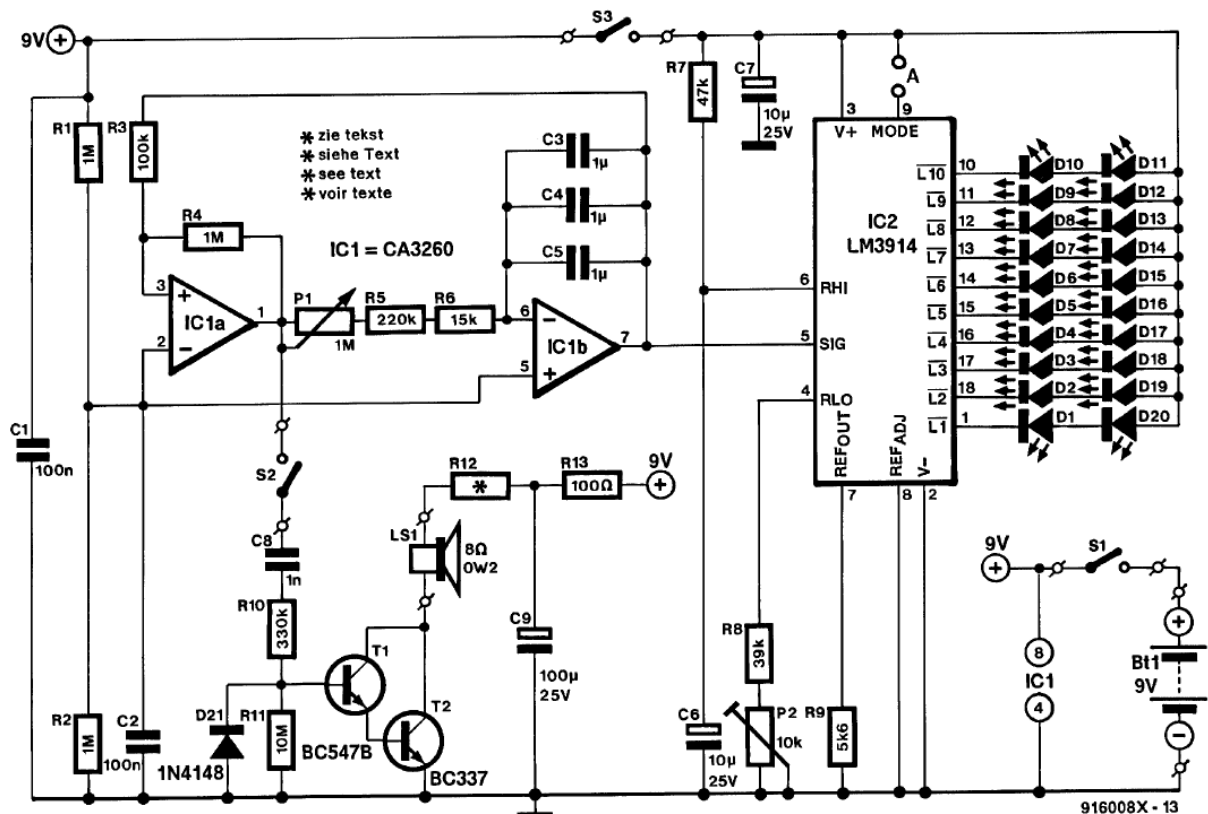 9V
S3
R1
1M
R3
100k
* zie tekst
* siehe Text
* see text
* voir texte
R4
1M
IC1 = CA3260
C3
1µ
C4
1µ
C5
1µ
R7
47k
C7
10µ
25V
A
3
9
V+
MODE
IC2
LM3914
L10
10
D10
D11
L9
11
D9
D12
L8
12
D8
D13
L7
13
D7
D14
L6
14
D6
D15
L5
15
D5
D16
L4
16
D4
D17
L3
17
D3
D18
L2
18
D2
D19
L1
1
D1
D20
6
RHI
5
SIG
4
RLO
REFOUT
REFADJ
V-
7
8
2
3
+
IC1a
1
2
-
P1
1M
R5
220k
R6
15k
6
-
IC1b
7
5
+
C1
100n
S2
C8
1n
R10
330k
R12
*
R13
100Ω
9V
LS1
8Ω
0W2
C9
100µ
25V
T1
T2
D21
1N4148
R11
10M
BC547B
BC337
R2
1M
C2
100n
R8
39k
C6
10µ
25V
P2
10k
R9
5k6
9V
S1
8
IC1
4
+
Bt1
9V
-
916008X - 13